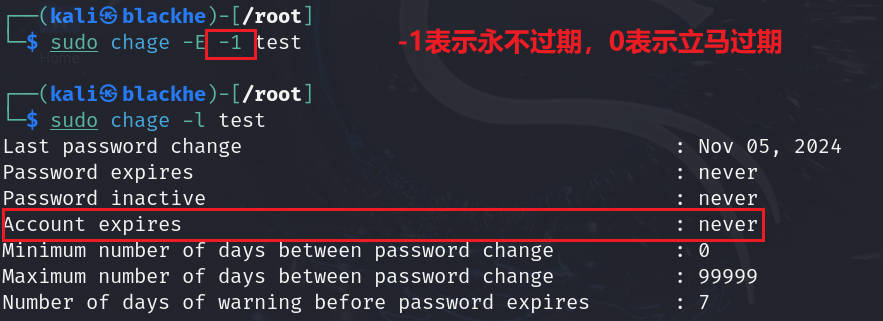 ┌──(kali㉿blackhe)-[/root]
└─$ sudo chage -E -1 test
-1表示永不过期，0表示立马过期
┌──(kali㉿blackhe)-[/root]
└─$ sudo chage -l test
Last password change : Nov 05, 2024
Password expires : never
Password inactive : never
Account expires : never
Minimum number of days between password change : 0
Maximum number of days between password change : 99999
Number of days of warning before password expires : 7